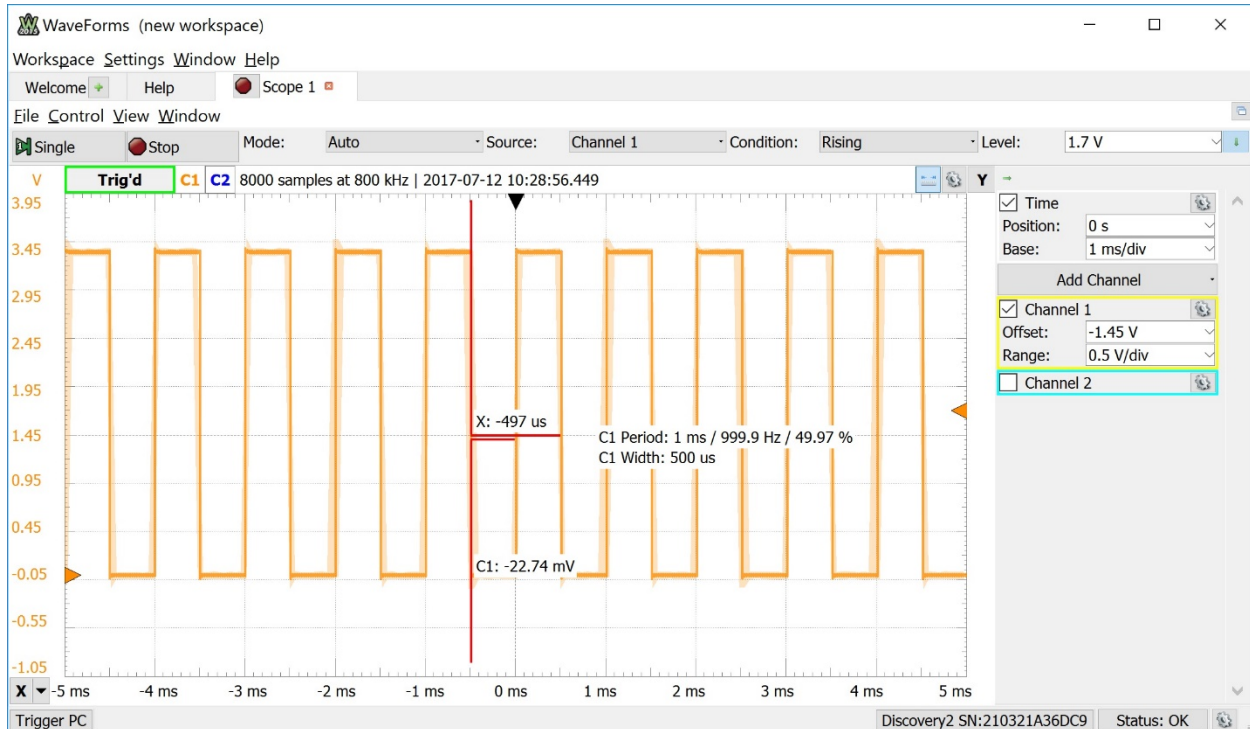 WaveForms (new workspace)
Workspace Settings Window Help
Welcome Help Scope 1
File Control View Window
Single Stop Mode: Auto Source: Channel 1 Condition: Rising Level: 1.7 V
V Trig'd C1 C2 8000 samples at 800 kHz | 2017-07-12 10:28:56.449 Y
3.95
3.45
2.95
2.45
1.95
1.45
0.95
0.45
-0.05
-0.55
-1.05
X: -497 us
C1 Period: 1 ms / 999.9 Hz / 49.97 %
C1 Width: 500 us
C1: -22.74 mV
X -5 ms -4 ms -3 ms -2 ms -1 ms 0 ms 1 ms 2 ms 3 ms 4 ms 5 ms
Time
Position: 0 s
Base: 1 ms/div
Add Channel
Channel 1
Offset: -1.45 V
Range: 0.5 V/div
Channel 2
Trigger PC Discovery2 SN:210321A36DC9 Status: OK